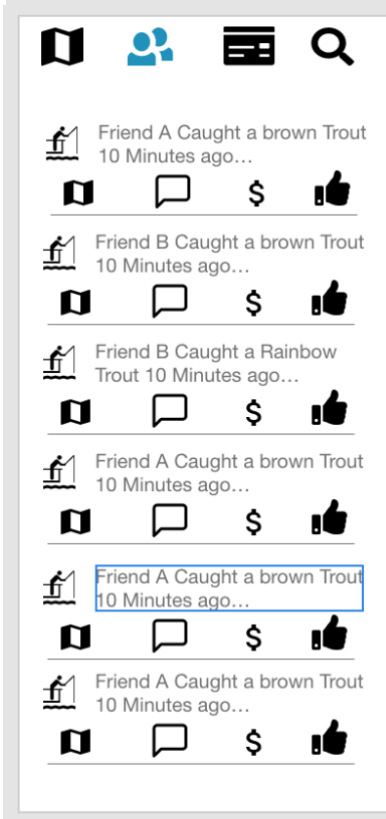 Friend A Caught a brown Trout
10 Minutes ago…
$
Friend B Caught a brown Trout
10 Minutes ago…
$
Friend B Caught a Rainbow
Trout 10 Minutes ago…
$
Friend A Caught a brown Trout
10 Minutes ago…
$
Friend A Caught a brown Trout
10 Minutes ago…
$
Friend A Caught a brown Trout
10 Minutes ago…
$